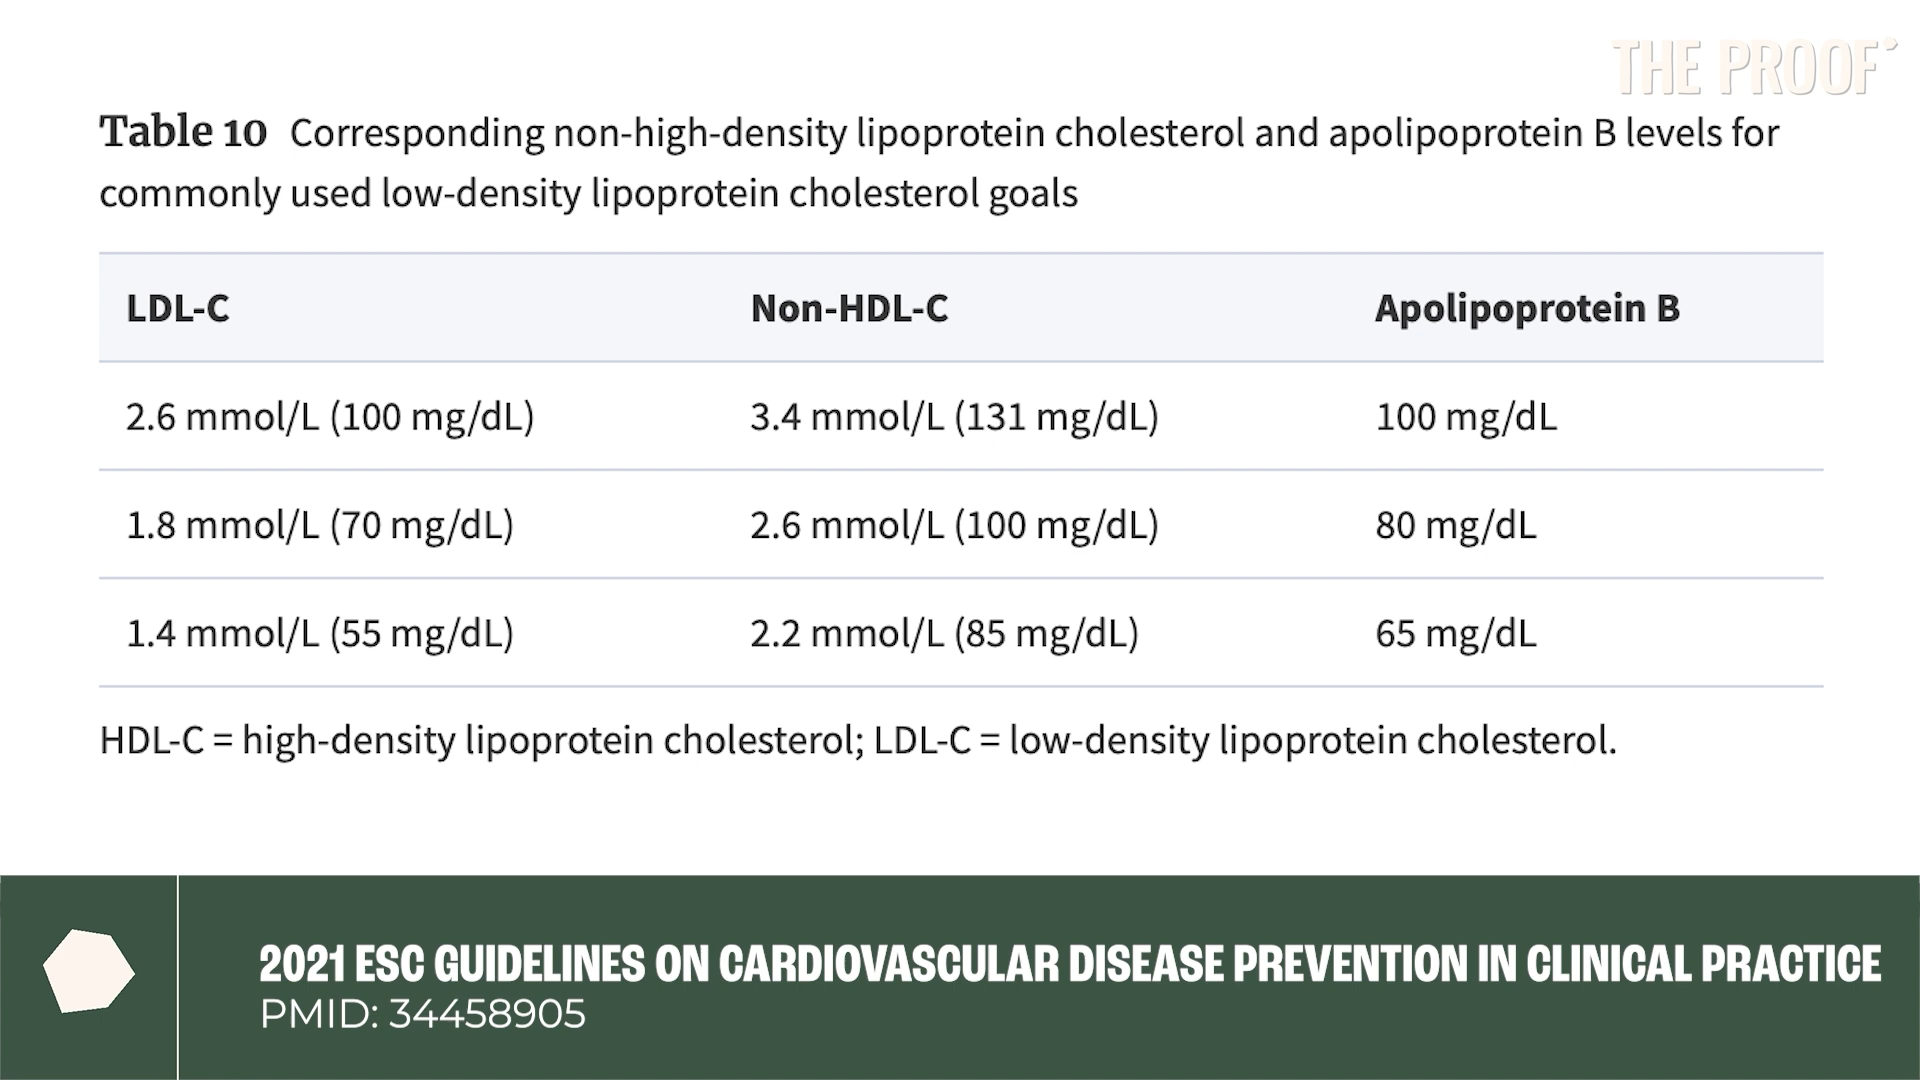 THE PROOF
Table 10 Corresponding non-high-density lipoprotein cholesterol and apolipoprotein B levels for
commonly used low-density lipoprotein cholesterol goals
LDL-C Non-HDL-C Apolipoprotein B
2.6 mmol/L (100 mg/dL) 3.4 mmol/L (131 mg/dL) 100 mg/dL
1.8 mmol/L (70 mg/dL) 2.6 mmol/L (100 mg/dL) 80 mg/dL
1.4 mmol/L (55 mg/dL) 2.2 mmol/L (85 mg/dL) 65 mg/dL
HDL-C = high-density lipoprotein cholesterol; LDL-C = low-density lipoprotein cholesterol.
2021 ESC GUIDELINES ON CARDIOVASCULAR DISEASE PREVENTION IN CLINICAL PRACTICE
PMID: 34458905